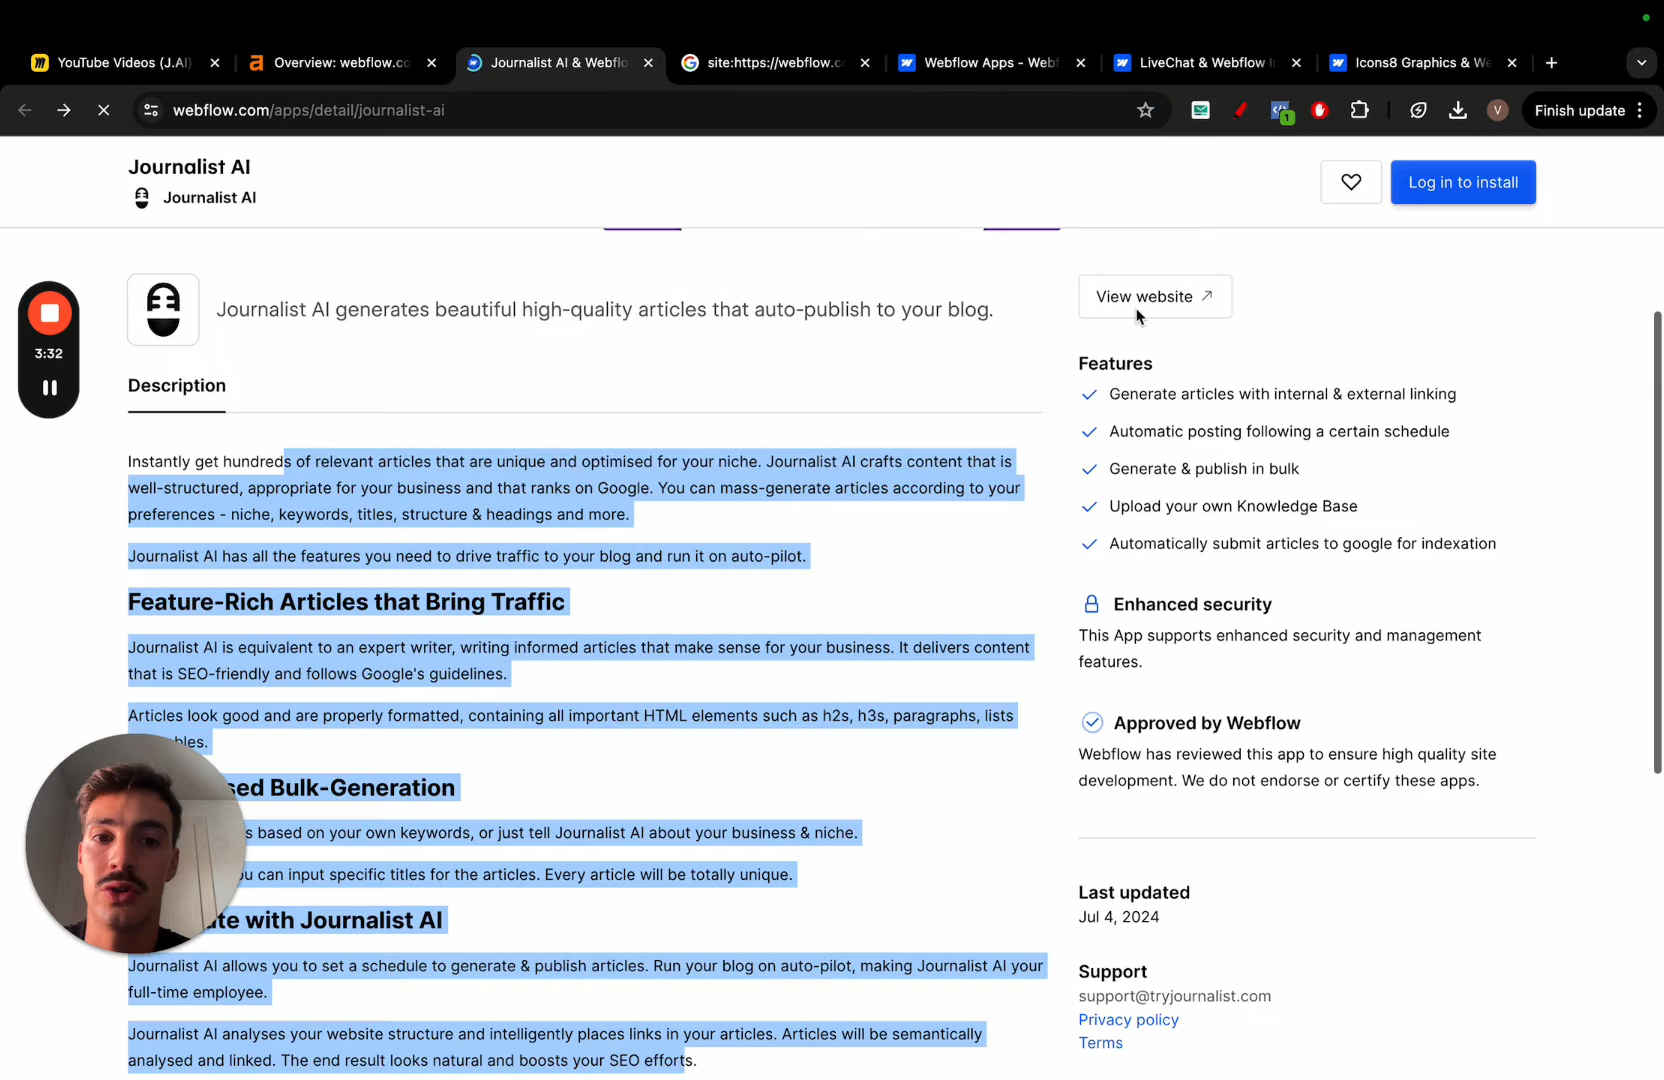 YouTube Videos (J.AI)
Overview: webflow.co
Journalist AI & Webflo
site:https://webflow.c
Webflow Apps - Webf
LiveChat & Webflow I
Icons8 Graphics & We
webflow.com/apps/detail/journalist-ai
1
V
Finish update
Journalist AI
Journalist AI
Log in to install
Journalist AI generates beautiful high-quality articles that auto-publish to your blog.
View website
3:32
Description
Instantly get hundreds of relevant articles that are unique and optimised for your niche. Journalist AI crafts content that is
well-structured, appropriate for your business and that ranks on Google. You can mass-generate articles according to your
preferences - niche, keywords, titles, structure & headings and more.
Journalist AI has all the features you need to drive traffic to your blog and run it on auto-pilot.
Feature-Rich Articles that Bring Traffic
Journalist AI is equivalent to an expert writer, writing informed articles that make sense for your business. It delivers content
that is SEO-friendly and follows Google's guidelines.
Articles look good and are properly formatted, containing all important HTML elements such as h2s, h3s, paragraphs, lists
bles.
sed Bulk-Generation
s based on your own keywords, or just tell Journalist AI about your business & niche.
u can input specific titles for the articles. Every article will be totally unique.
te with Journalist AI
Journalist AI allows you to set a schedule to generate & publish articles. Run your blog on auto-pilot, making Journalist AI your
full-time employee.
Journalist AI analyses your website structure and intelligently places links in your articles. Articles will be semantically
analysed and linked. The end result looks natural and boosts your SEO efforts.
Features
Generate articles with internal & external linking
Automatic posting following a certain schedule
Generate & publish in bulk
Upload your own Knowledge Base
Automatically submit articles to google for indexation
Enhanced security
This App supports enhanced security and management
features.
Approved by Webflow
Webflow has reviewed this app to ensure high quality site
development. We do not endorse or certify these apps.
Last updated
Jul 4, 2024
Support
support@tryjournalist.com
Privacy policy
Terms